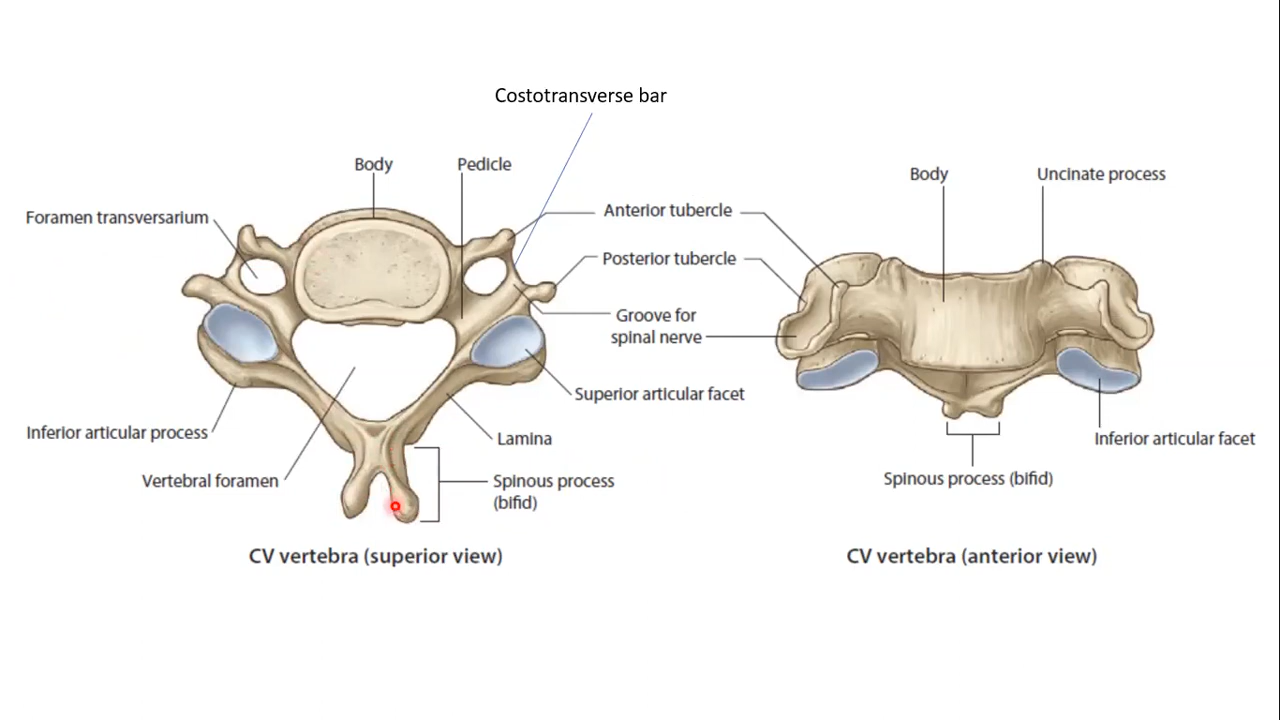 Costotransverse bar
Body
Pedicle
Foramen transversarium
Anterior tubercle
Posterior tubercle
Groove for
spinal nerve
Superior articular facet
Inferior articular process
Lamina
Vertebral foramen
Spinous process
(bifid)
CV vertebra (superior view)
Body
Uncinate process
Inferior articular facet
Spinous process (bifid)
CV vertebra (anterior view)